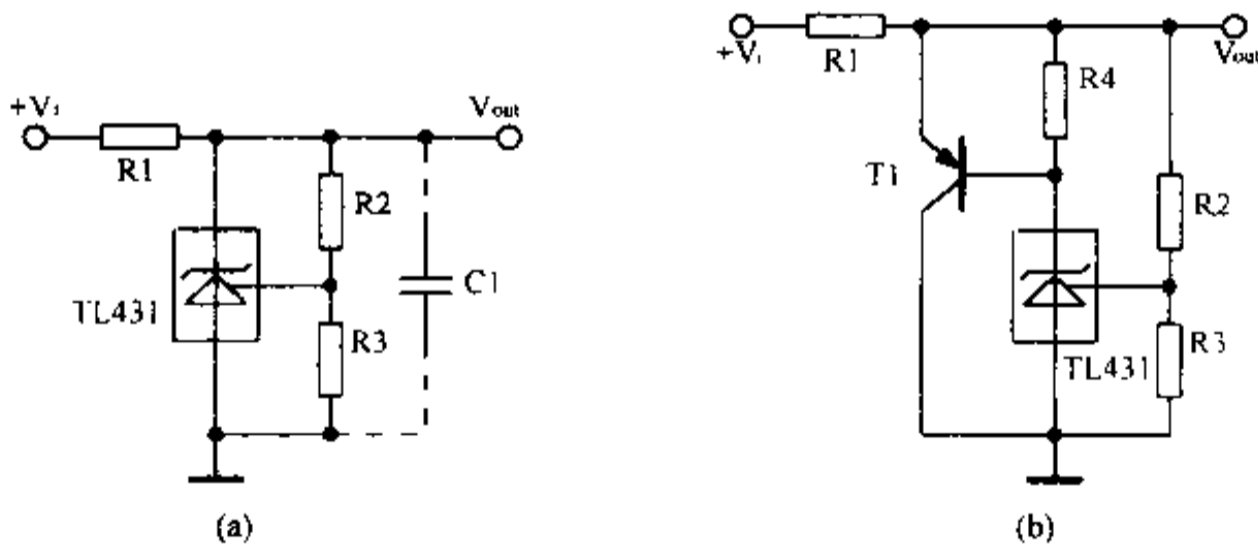 +V₁
R1
Vout
R2
TL431
C1
R3
(a)
+V₁
R1
Vout
R4
T1
R2
R3
TL431
(b)